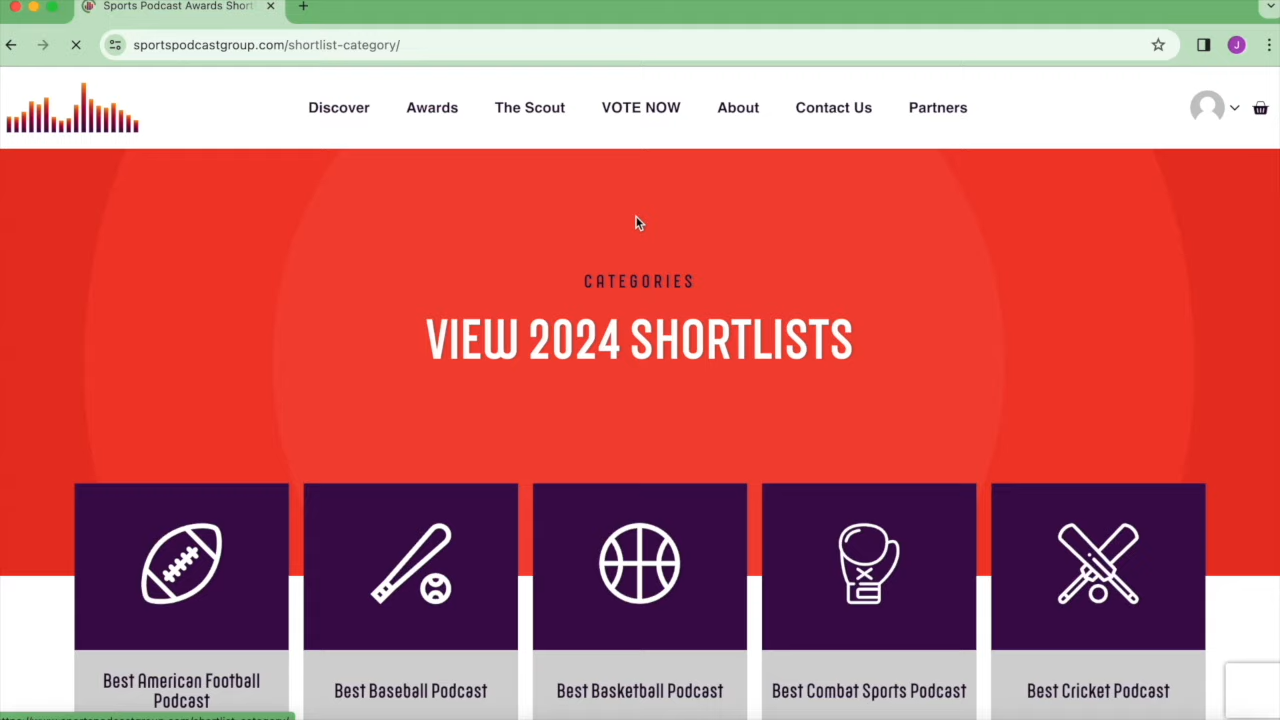 Sports Podcast Awards Short
sportspodcastgroup.com/shortlist-category/
J
Discover
Awards
The Scout
VOTE NOW
About
Contact Us
Partners
CATEGORIES
VIEW 2024 SHORTLISTS
Best American Football
Podcast
Best Baseball Podcast
Best Basketball Podcast
Best Combat Sports Podcast
Best Cricket Podcast